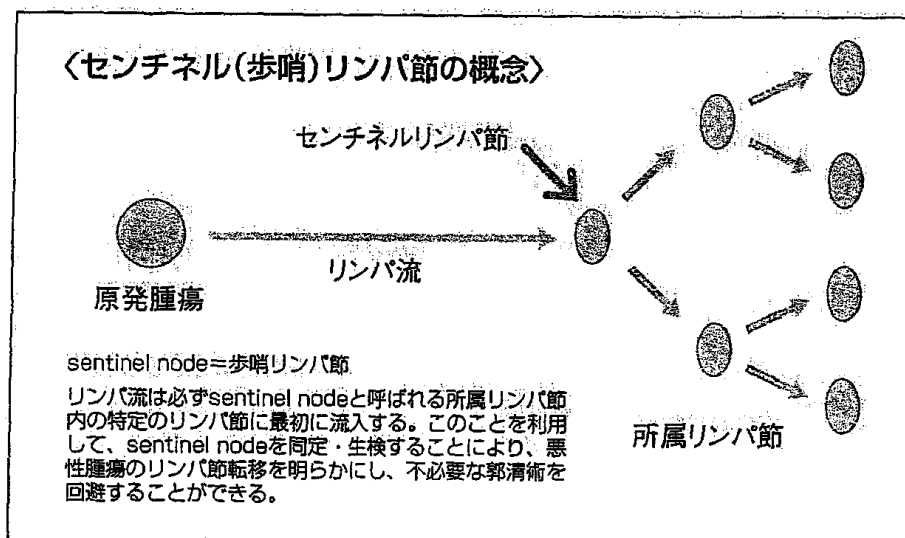 〈センチネル(歩哨)リンパ節の概念〉
センチネルリンパ節
リンパ流
原発腫瘍
所属リンパ節
sentinel node＝歩哨リンパ節
リンパ流は必ずsentinel nodeと呼ばれる所属リンパ節
内の特定のリンパ節に最初に流入する。このことを利用
して、sentinel nodeを同定・生検することにより、悪
性腫瘍のリンパ節転移を明らかにし、不必要な郭清術を
回避することができる。